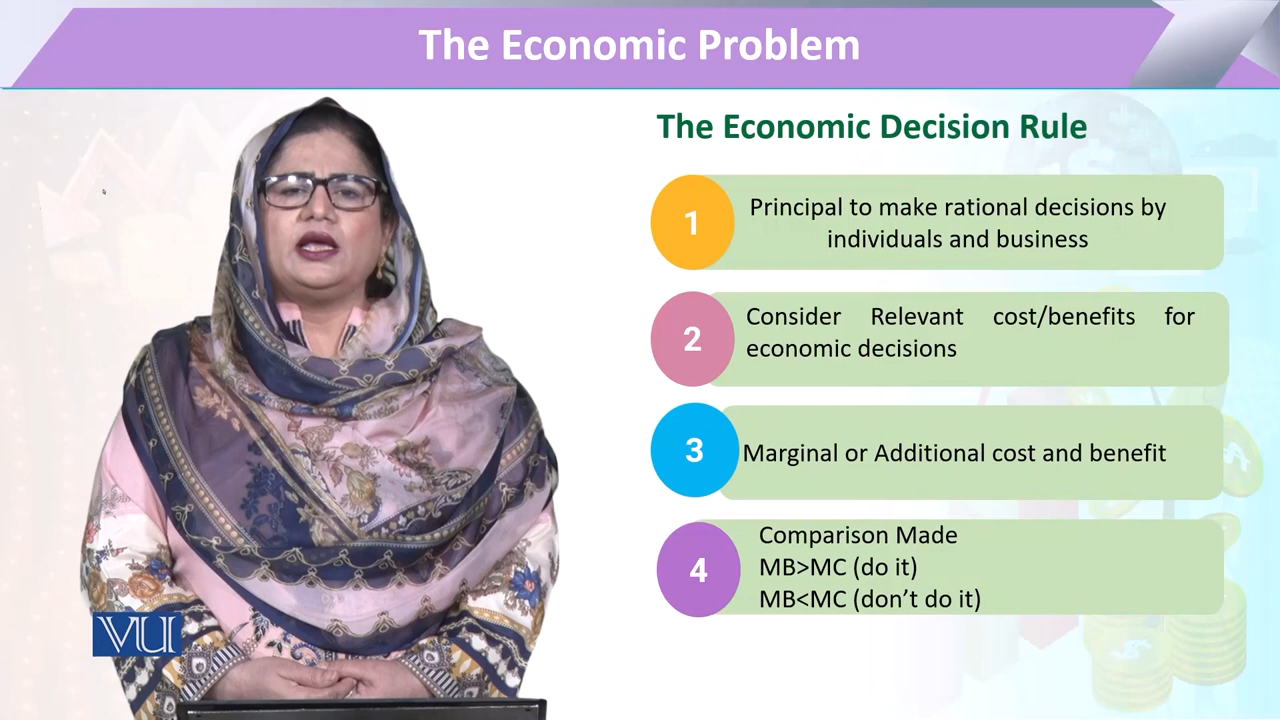 The Economic Problem
The Economic Decision Rule
1
Principal to make rational decisions by
individuals and business
2
Consider Relevant cost/benefits for
economic decisions
3
Marginal or Additional cost and benefit
4
Comparison Made
MB>MC (do it)
MB<MC (don’t do it)
VU